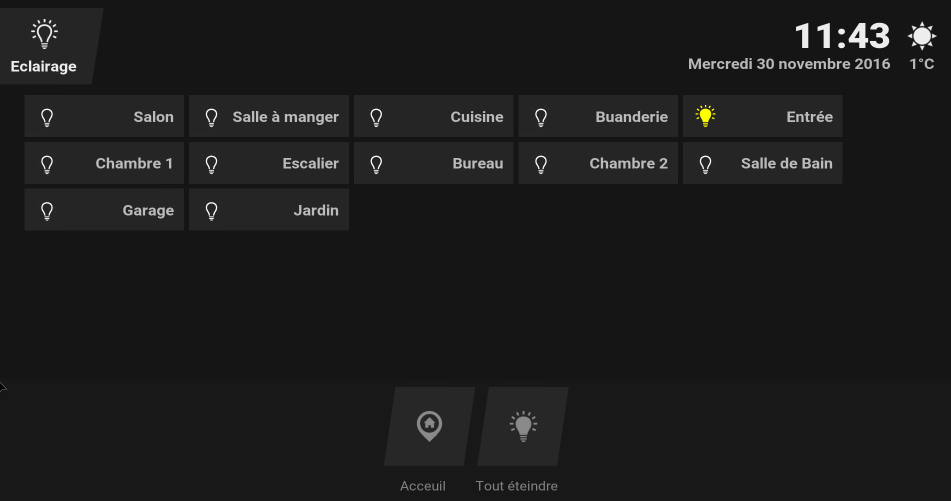 Eclairage
11:43
Mercredi 30 novembre 2016
1°C
Salon
Salle à manger
Cuisine
Buanderie
Entrée
Chambre 1
Escalier
Bureau
Chambre 2
Salle de Bain
Garage
Jardin
Acceuil
Tout éteindre